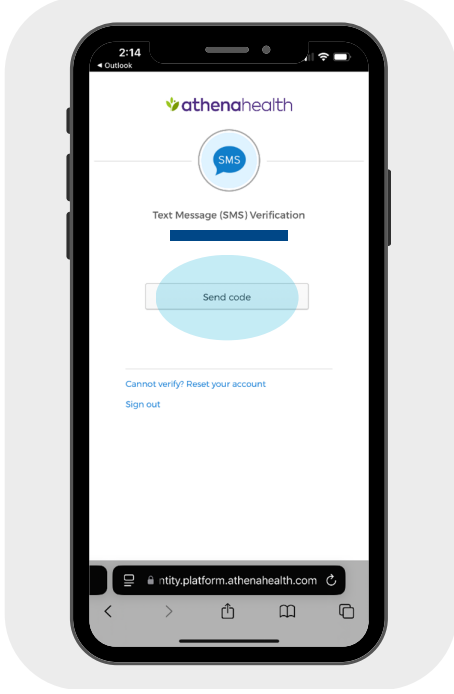 2:14
◀ Outlook
athenahealth
SMS
Text Message (SMS) Verification
Send code
Cannot verify? Reset your account
Sign out
ntity.platform.athenahealth.com